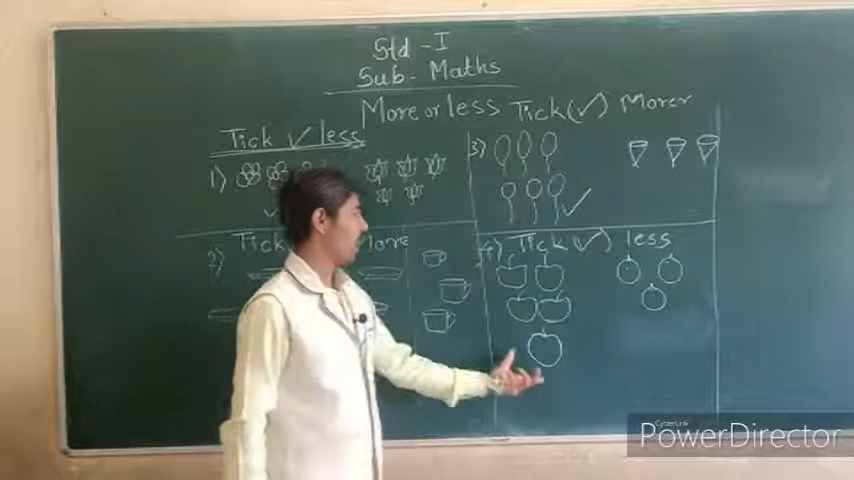 Std - I
Sub - Maths
More or less
Tick ✓ less
1)
2) Tick More
Tick (✓) More
3)
4) Tick (✓) less
CyberLink
PowerDirector